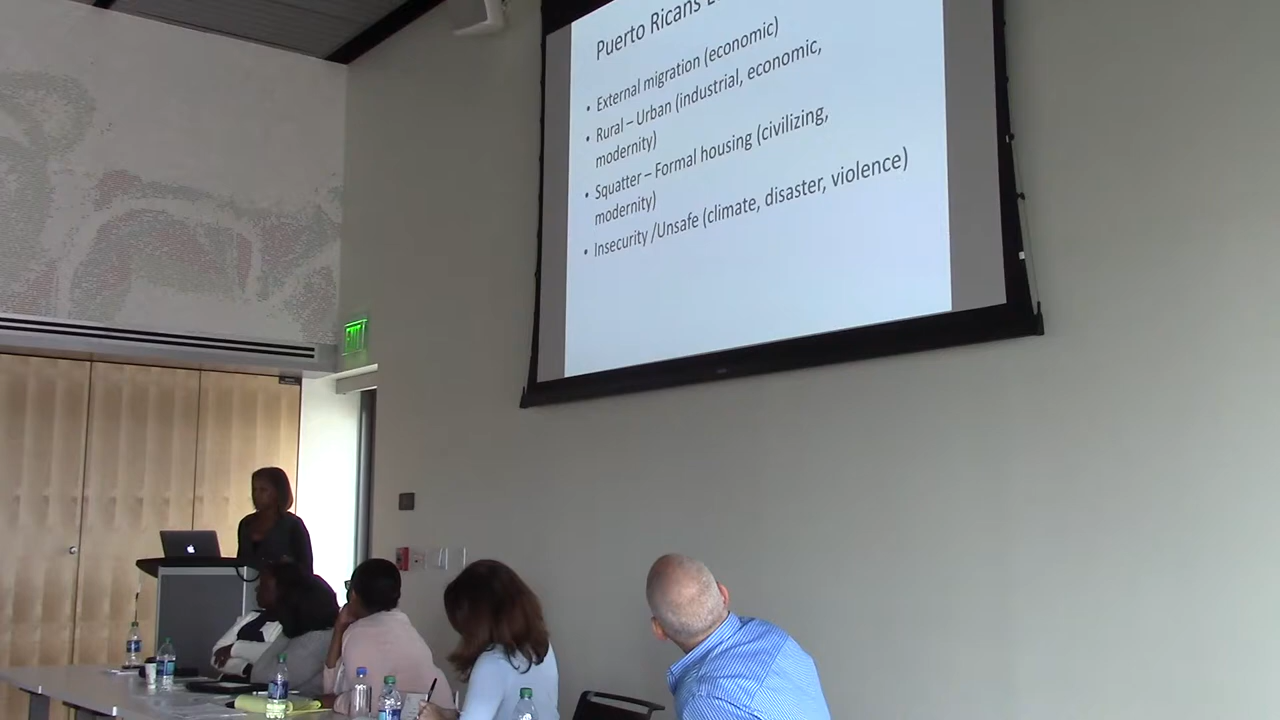 Puerto Ricans
• External migration (economic)
• Rural – Urban (industrial, economic,
modernity)
• Squatter – Formal housing (civilizing,
modernity)
• Insecurity /Unsafe (climate, disaster, violence)
EXIT